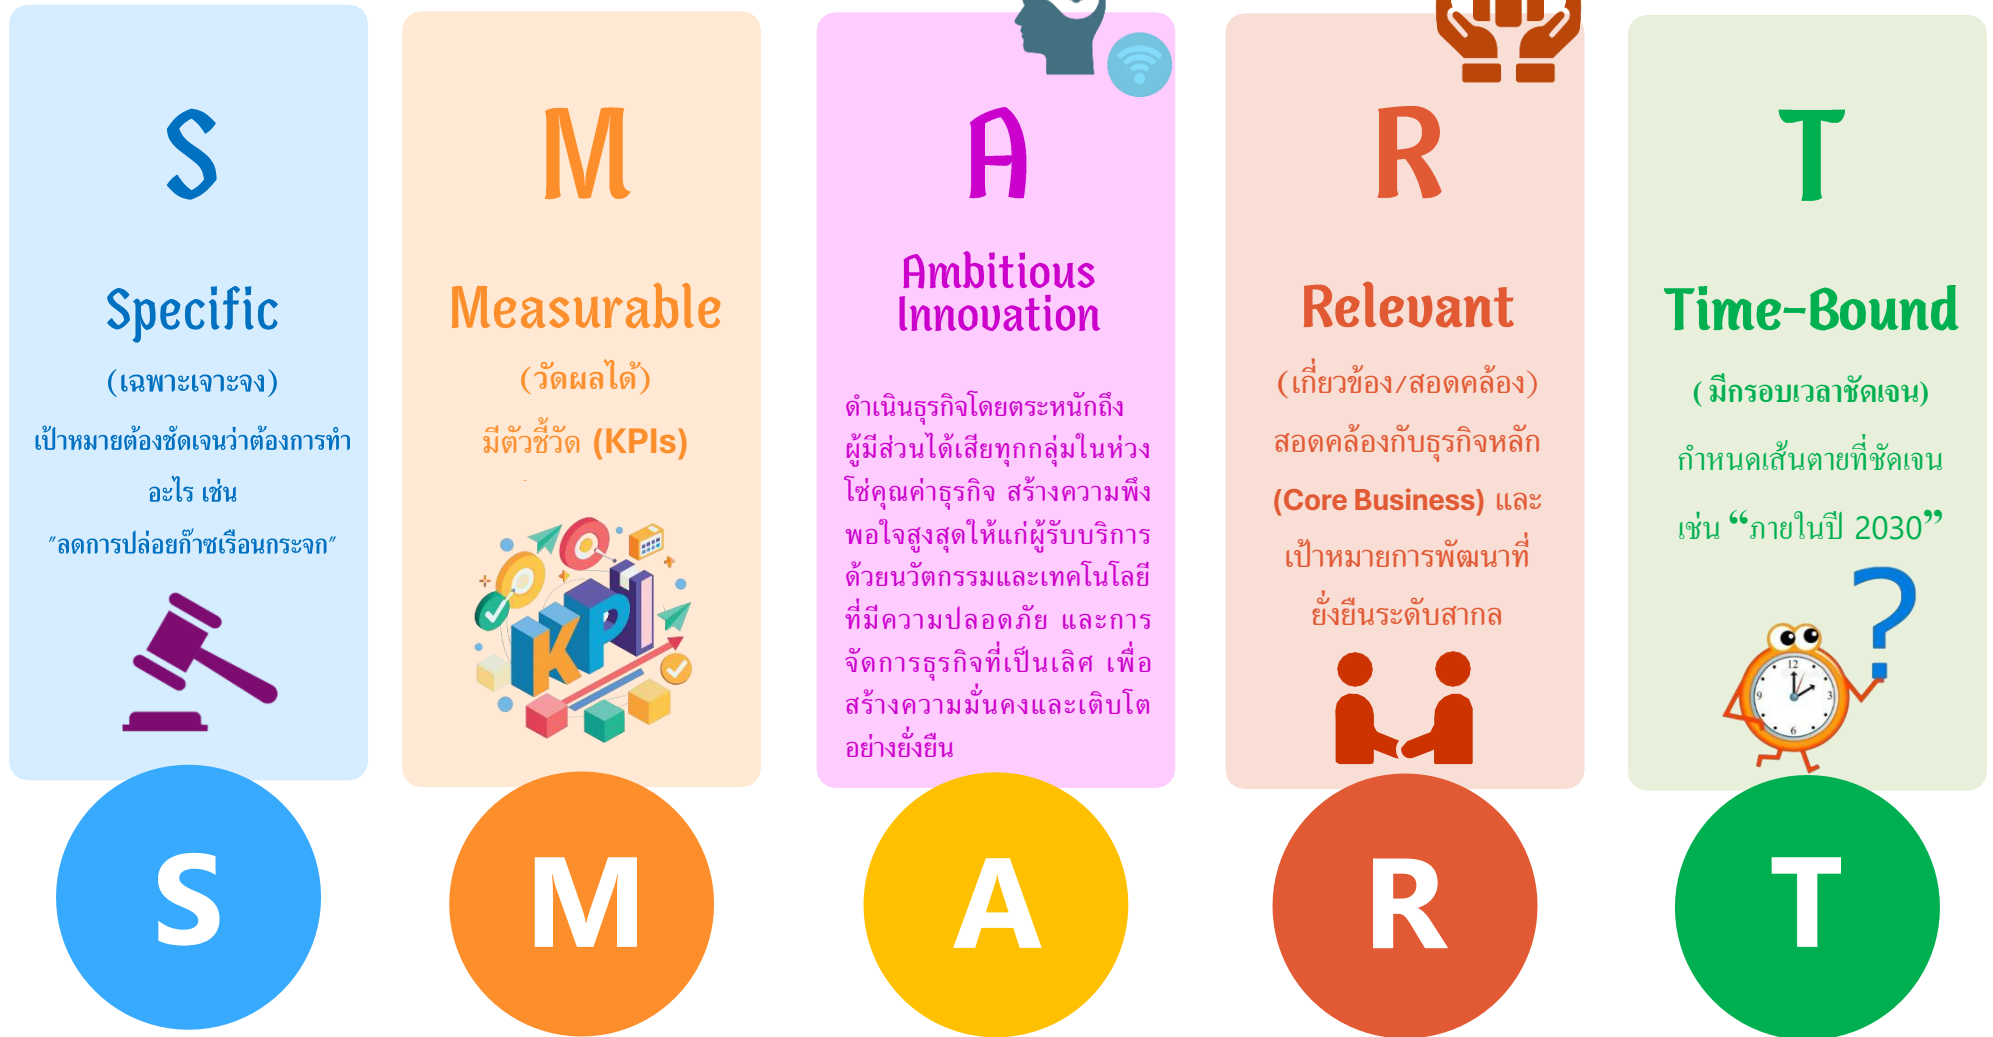 S
Specific
(เฉพาะเจาะจง)
เป้าหมายต้องชัดเจนว่าต้องการทำ
อะไร เช่น
"ลดการปล่อยก๊าซเรือนกระจก"
S
M
Measurable
(วัดผลได้)
มีตัวชี้วัด (KPIs)
KPI
M
A
Ambitious
Innovation
ดำเนินธุรกิจโดยตระหนักถึง
ผู้มีส่วนได้เสียทุกกลุ่มในห่วง
โซ่คุณค่าธุรกิจ สร้างความพึง
พอใจสูงสุดให้แก่ผู้รับบริการ
ด้วยนวัตกรรมและเทคโนโลยี
ที่มีความปลอดภัย และการ
จัดการธุรกิจที่เป็นเลิศ เพื่อ
สร้างความมั่นคงและเติบโต
อย่างยั่งยืน
A
R
Relevant
(เกี่ยวข้อง/สอดคล้อง)
สอดคล้องกับธุรกิจหลัก
(Core Business) และ
เป้าหมายการพัฒนาที่
ยั่งยืนระดับสากล
R
T
Time-Bound
( มีกรอบเวลาชัดเจน)
กำหนดเส้นตายที่ชัดเจน
เช่น “ภายในปี 2030”
?
12
9 3
6
T